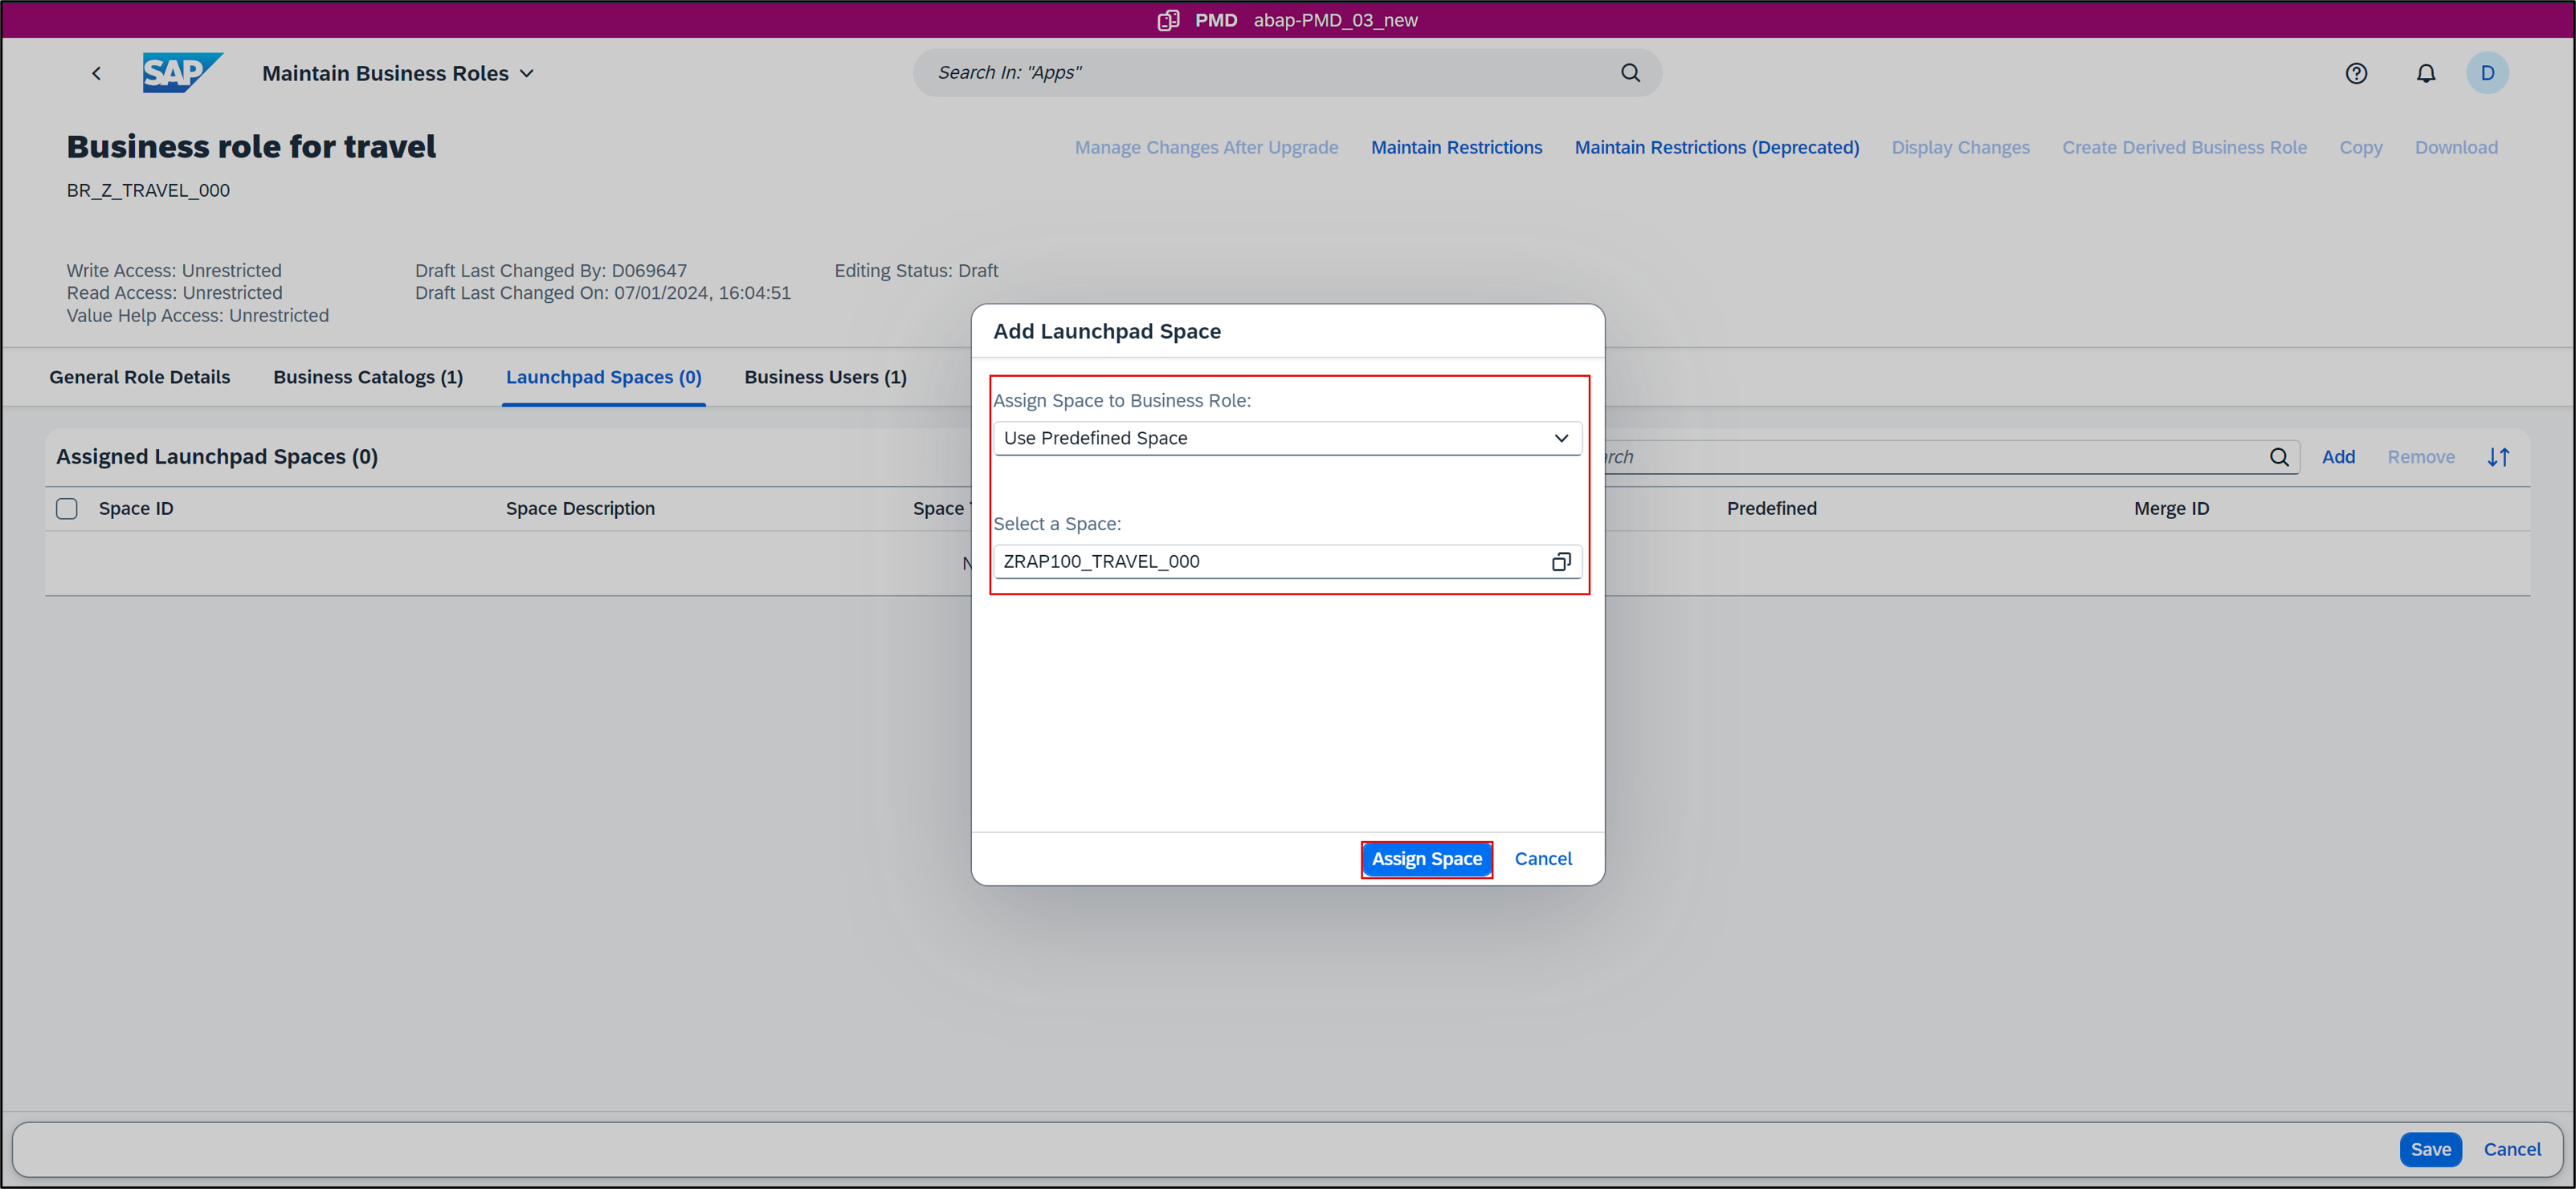 PMD abap-PMD_03_new
SAP Maintain Business Roles Search In: "Apps" D
Business role for travel
Manage Changes After Upgrade Maintain Restrictions Maintain Restrictions (Deprecated) Display Changes Create Derived Business Role Copy Download
BR_Z_TRAVEL_000
Write Access: Unrestricted Draft Last Changed By: D069647 Editing Status: Draft
Read Access: Unrestricted Draft Last Changed On: 07/01/2024, 16:04:51
Value Help Access: Unrestricted
General Role Details Business Catalogs (1) Launchpad Spaces (0) Business Users (1)
Assigned Launchpad Spaces (0) Add Remove
Space ID Space Description Space Predefined Merge ID
Add Launchpad Space
Assign Space to Business Role:
Use Predefined Space
Select a Space:
ZRAP100_TRAVEL_000
Assign Space Cancel
Save Cancel